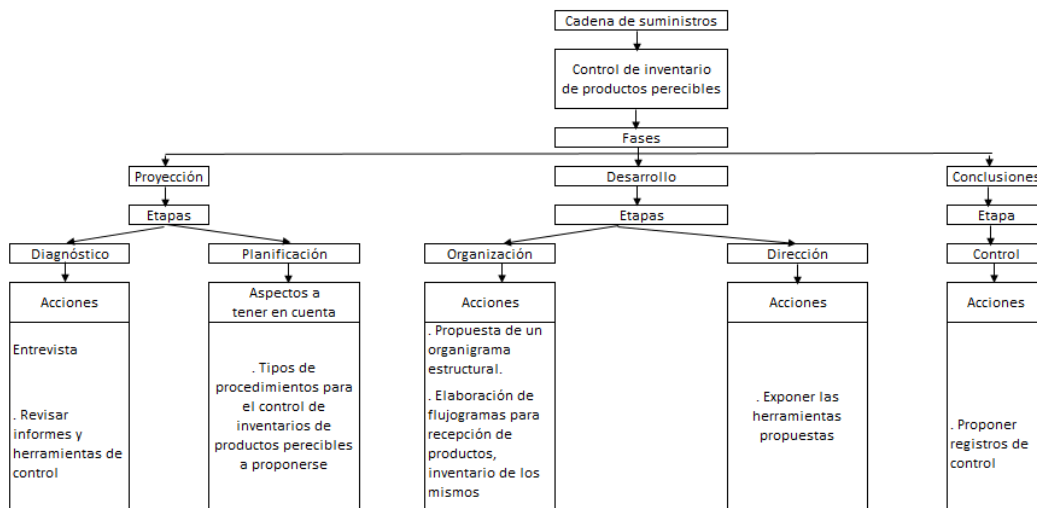 Cadena de suministros
Control de inventario
de productos perecibles
Fases
Proyección
Desarrollo
Conclusiones
Etapas
Etapas
Etapa
Diagnóstico
Planificación
Organización
Dirección
Control
Acciones
Entrevista
. Revisar
informes y
herramientas de
control
Aspectos a
tener en cuenta
. Tipos de
procedimientos para
el control de
inventarios de
productos perecibles
a proponerse
Acciones
. Propuesta de un
organigrama
estructural.
. Elaboración de
flujogramas para
recepción de
productos,
inventario de los
mismos
Acciones
. Exponer las
herramientas
propuestas
Acciones
. Proponer
registros de
control